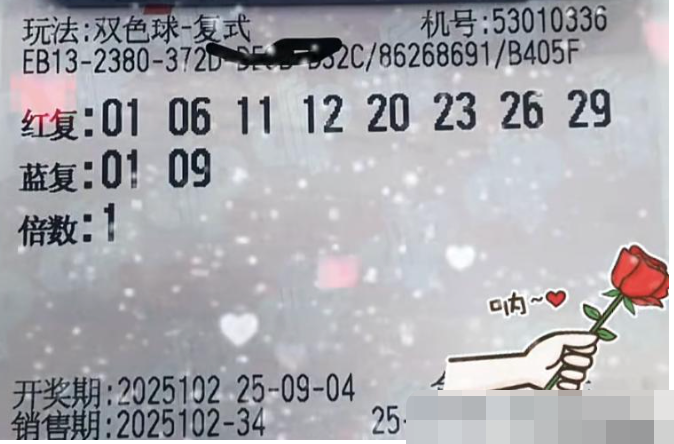 玩法:双色球-复式 机号:53010336
EB13-2380-372D 32C/86268691/B405F
红复:01 06 11 12 20 23 26 29
蓝复:01 09
倍数:1
呐~
开奖期:2025102 25-09-04
销售期:2025102-34 25-